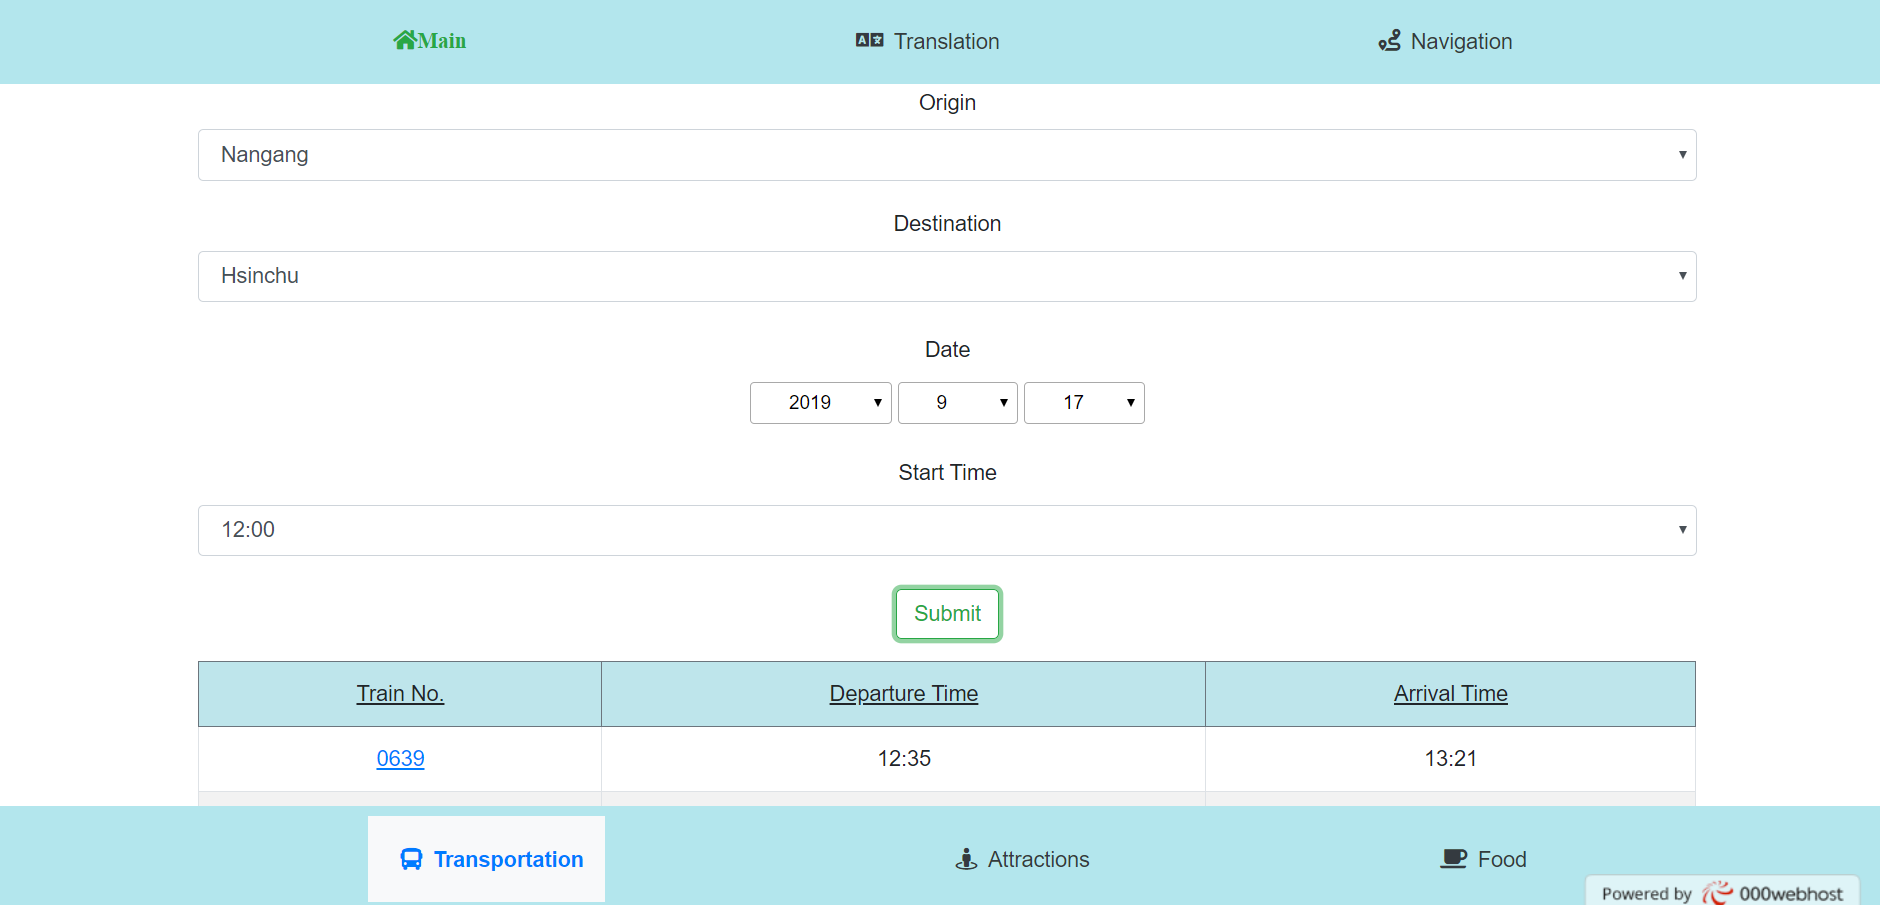 Main
Translation
Navigation
Origin
Nangang
Destination
Hsinchu
Date
2019 9 17
Start Time
12:00
Submit
Train No. Departure Time Arrival Time
0639 12:35 13:21
Transportation
Attractions
Food
Powered by 000webhost